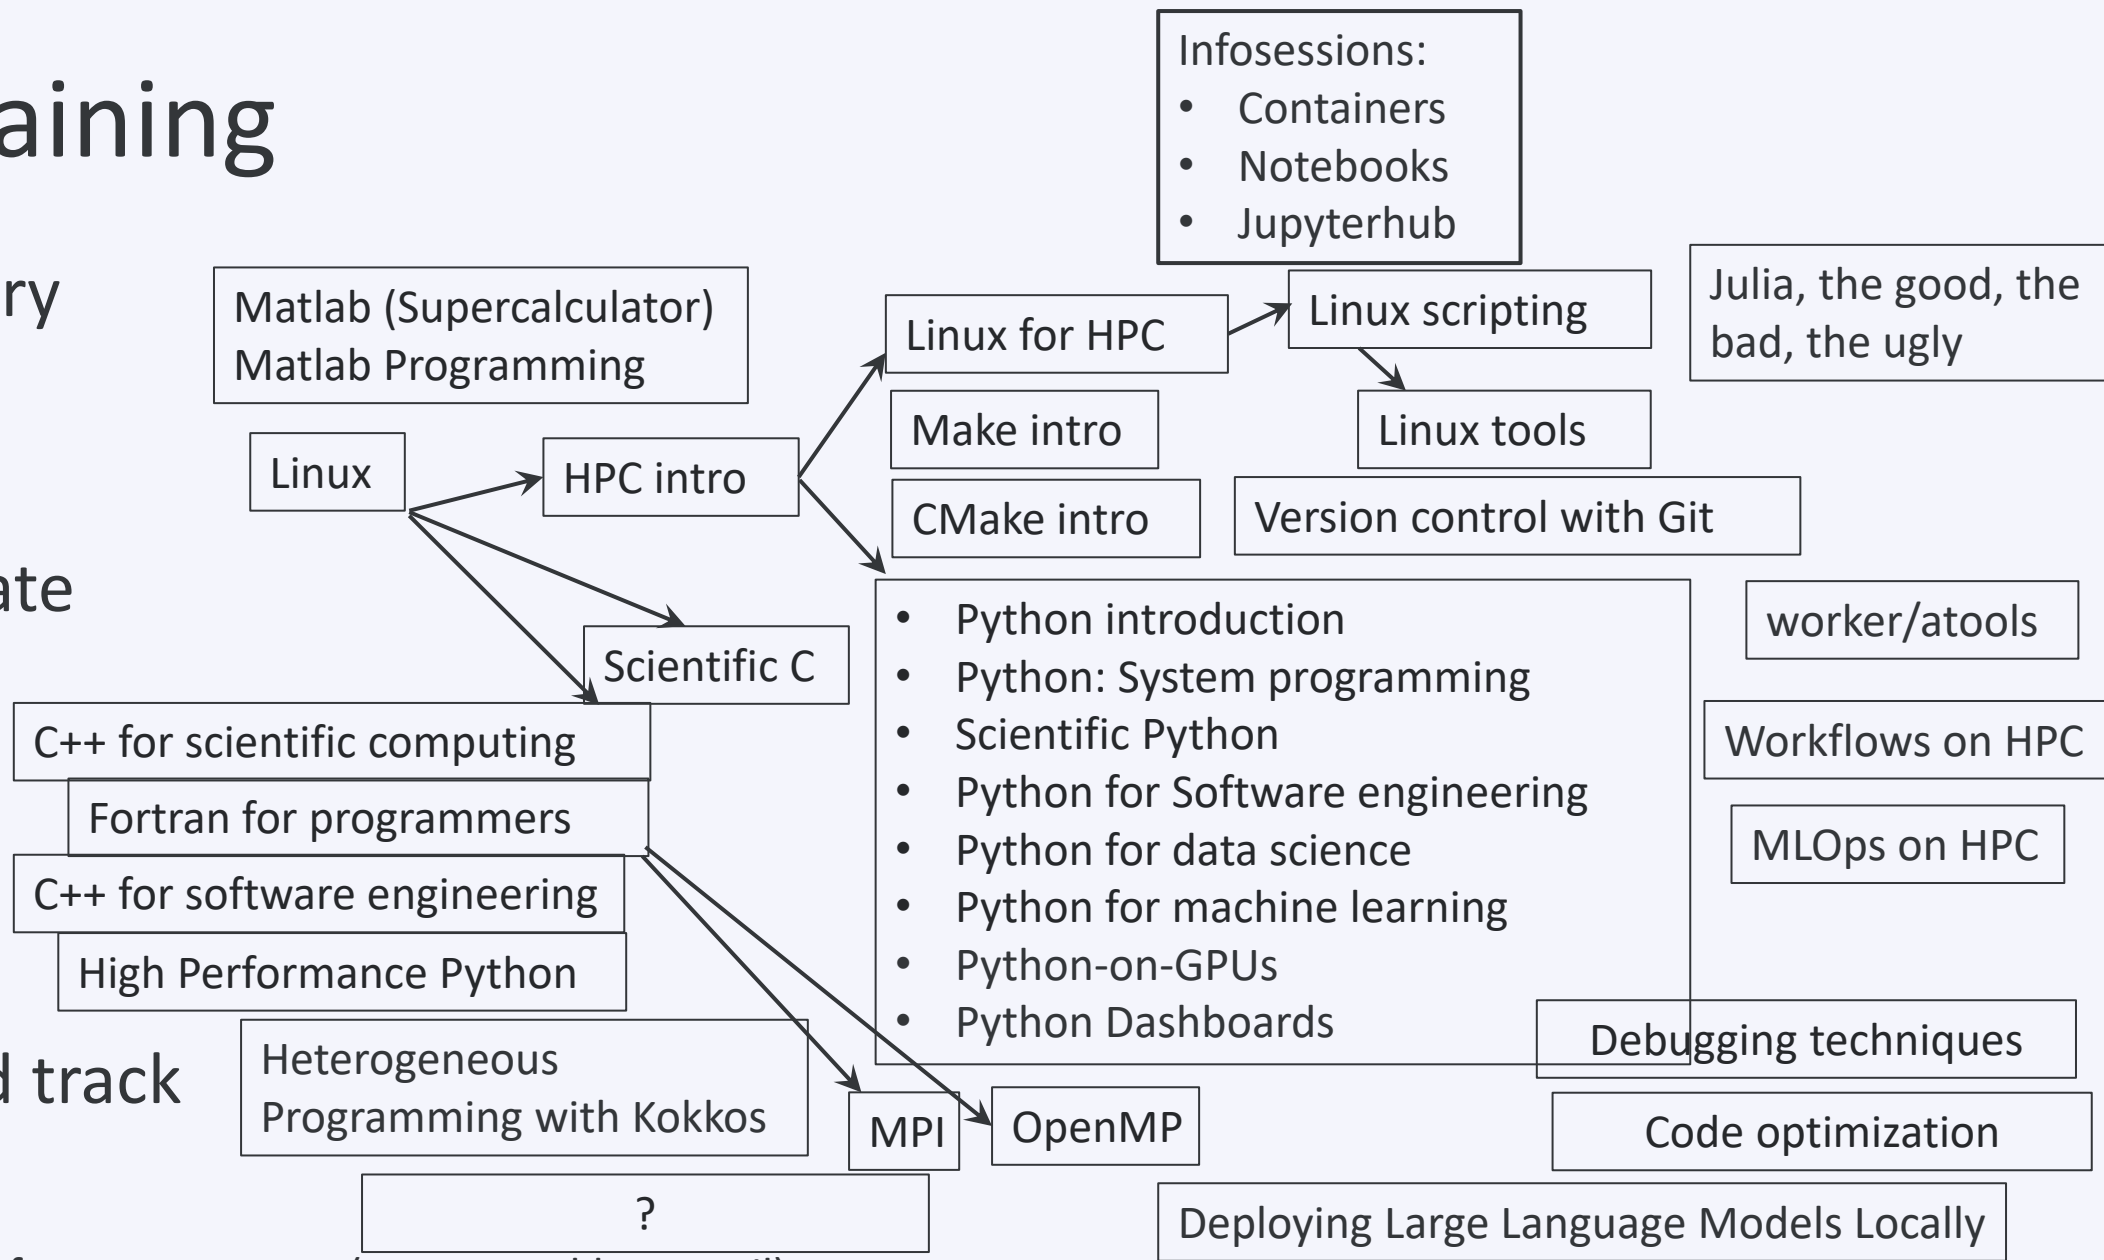 Infosessions:
• Containers
• Notebooks
• Jupyterhub
aining
ry
Matlab (Supercalculator)
Matlab Programming
Linux for HPC
Linux scripting
Julia, the good, the
bad, the ugly
Make intro
Linux tools
Linux
HPC intro
CMake intro
Version control with Git
ate
Scientific C
• Python introduction
• Python: System programming
• Scientific Python
• Python for Software engineering
• Python for data science
• Python for machine learning
• Python-on-GPUs
• Python Dashboards
worker/atools
Workflows on HPC
MLOps on HPC
C++ for scientific computing
Fortran for programmers
C++ for software engineering
High Performance Python
Debugging techniques
d track
Heterogeneous
Programming with Kokkos
MPI
OpenMP
Code optimization
?
Deploying Large Language Models Locally